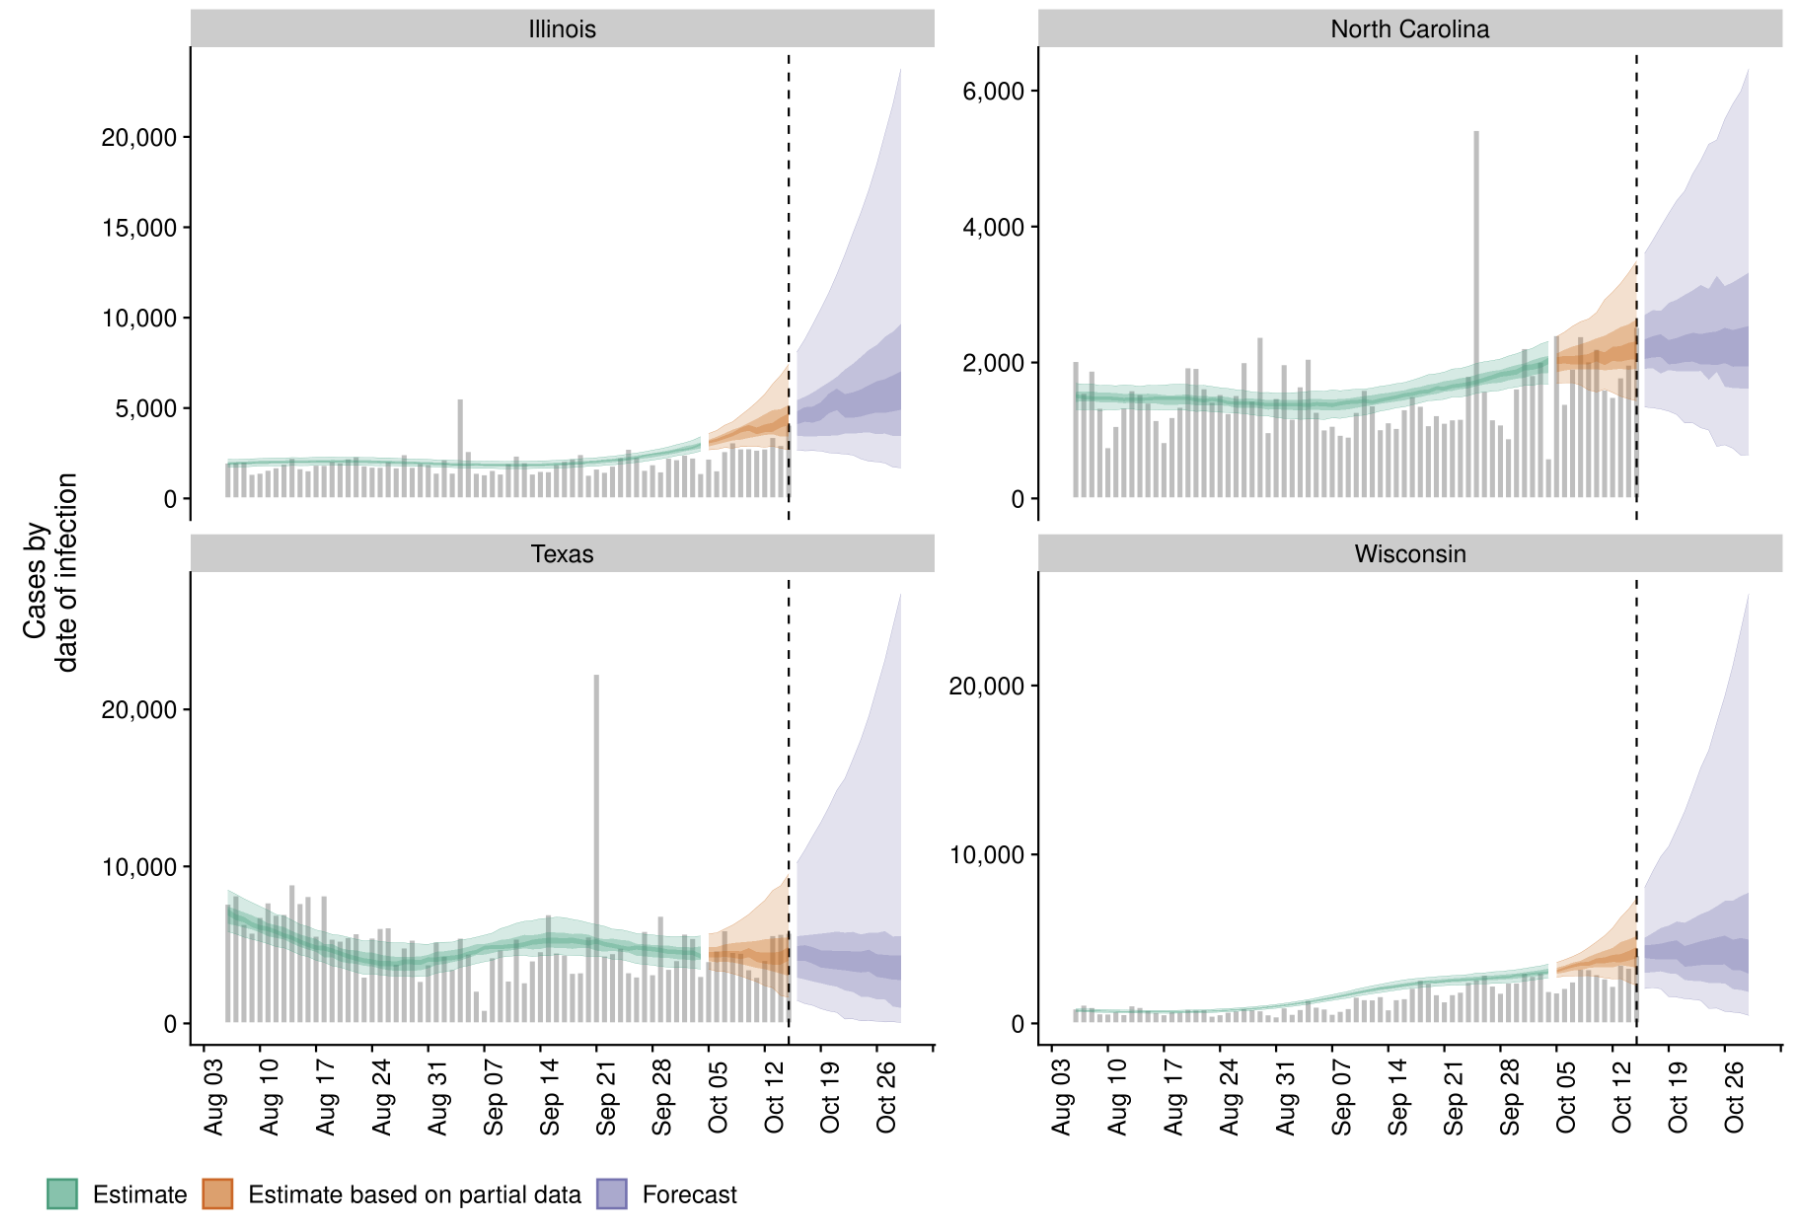 Illinois
North Carolina
20,000
15,000
10,000
5,000
0
6,000
4,000
2,000
0
Cases by
date of infection
Texas
Wisconsin
20,000
10,000
0
20,000
10,000
0
Aug 03
Aug 10
Aug 17
Aug 24
Aug 31
Sep 07
Sep 14
Sep 21
Sep 28
Oct 05
Oct 12
Oct 19
Oct 26
Aug 03
Aug 10
Aug 17
Aug 24
Aug 31
Sep 07
Sep 14
Sep 21
Sep 28
Oct 05
Oct 12
Oct 19
Oct 26
Estimate
Estimate based on partial data
Forecast